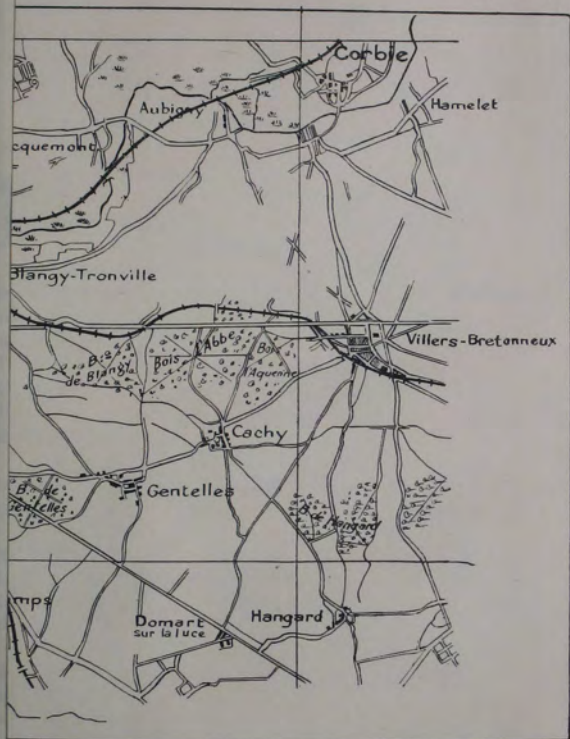 Corbie
Aubigny
Hamelet
cquemont
Blangy-Tronville
Villers-Bretonneux
B. de Blangy
Bois l'Abbé
Bois l'Aquenne
Cachy
Gentelles
B. de
Gentelles
Bois Hangard
mps
Domart
sur la luce
Hangard